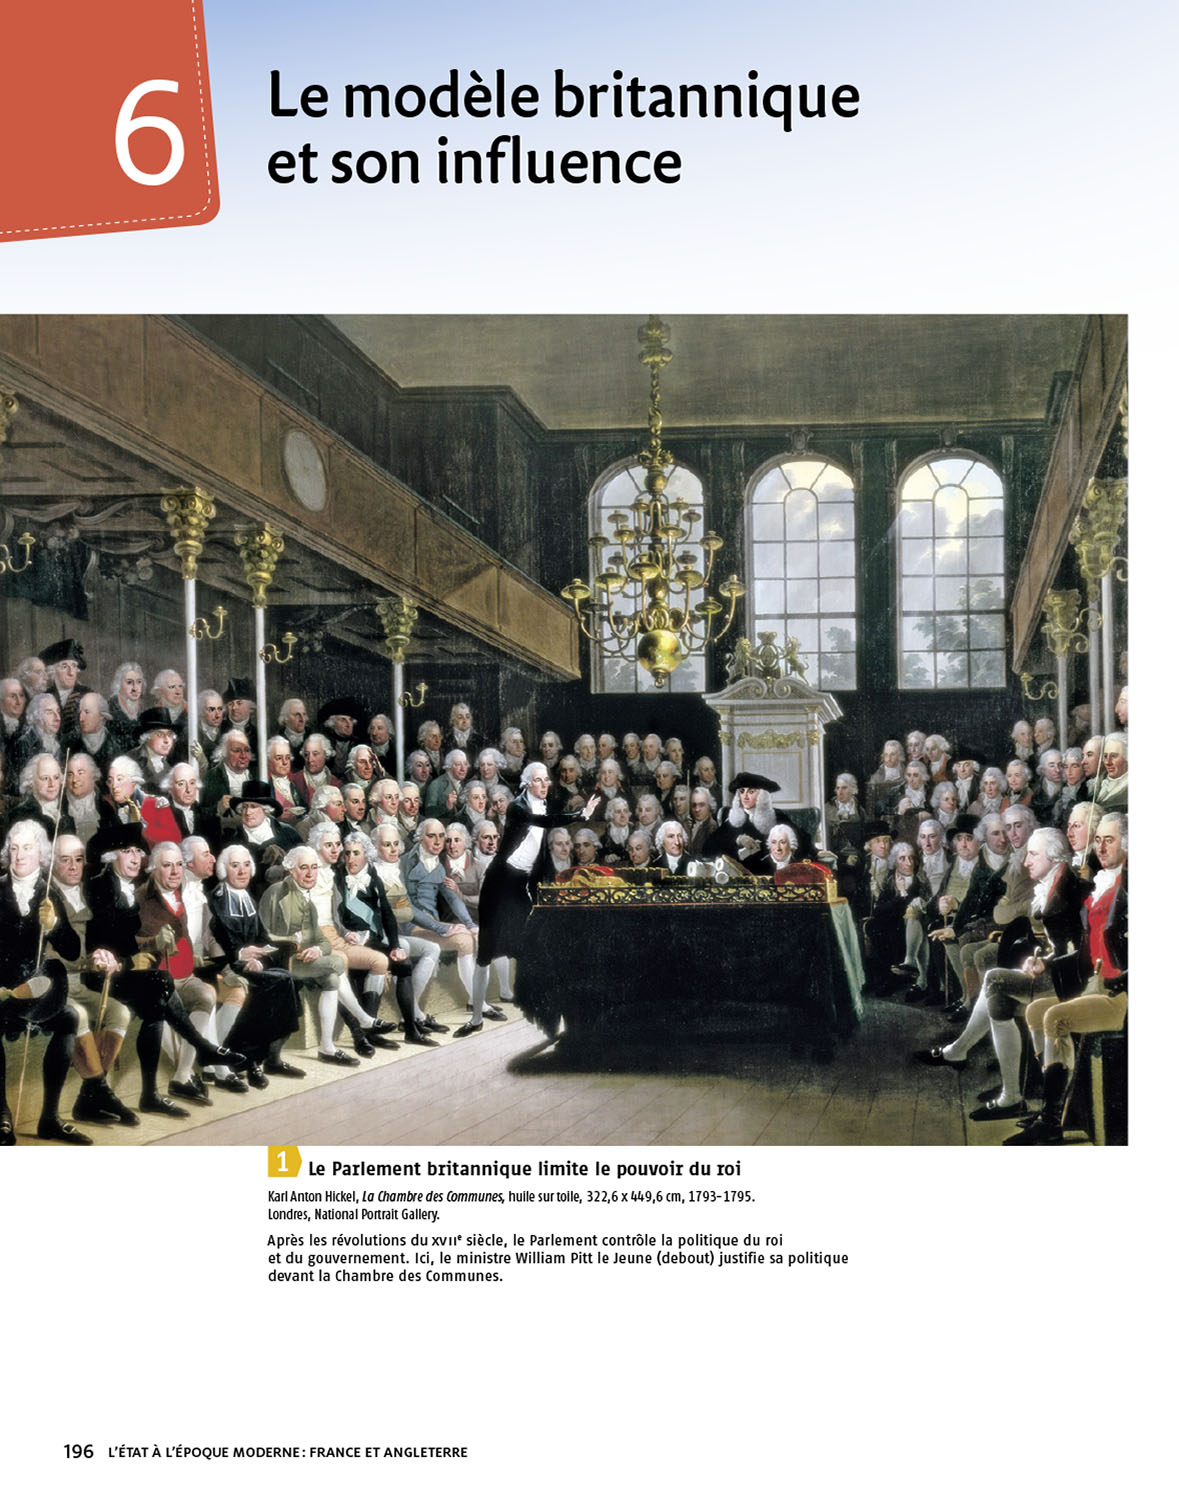 6
Le modèle britannique
et son influence
1 Le Parlement britannique limite le pouvoir du roi
Karl Anton Hickel, La Chambre des Communes, huile sur toile, 322,6 x 449,6 cm, 1793-1795.
Londres, National Portrait Gallery.
Après les révolutions du XVIIe siècle, le Parlement contrôle la politique du roi
et du gouvernement. Ici, le ministre William Pitt le Jeune (debout) justifie sa politique
devant la Chambre des Communes.
196 L'ÉTAT À L'ÉPOQUE MODERNE : FRANCE ET ANGLETERRE